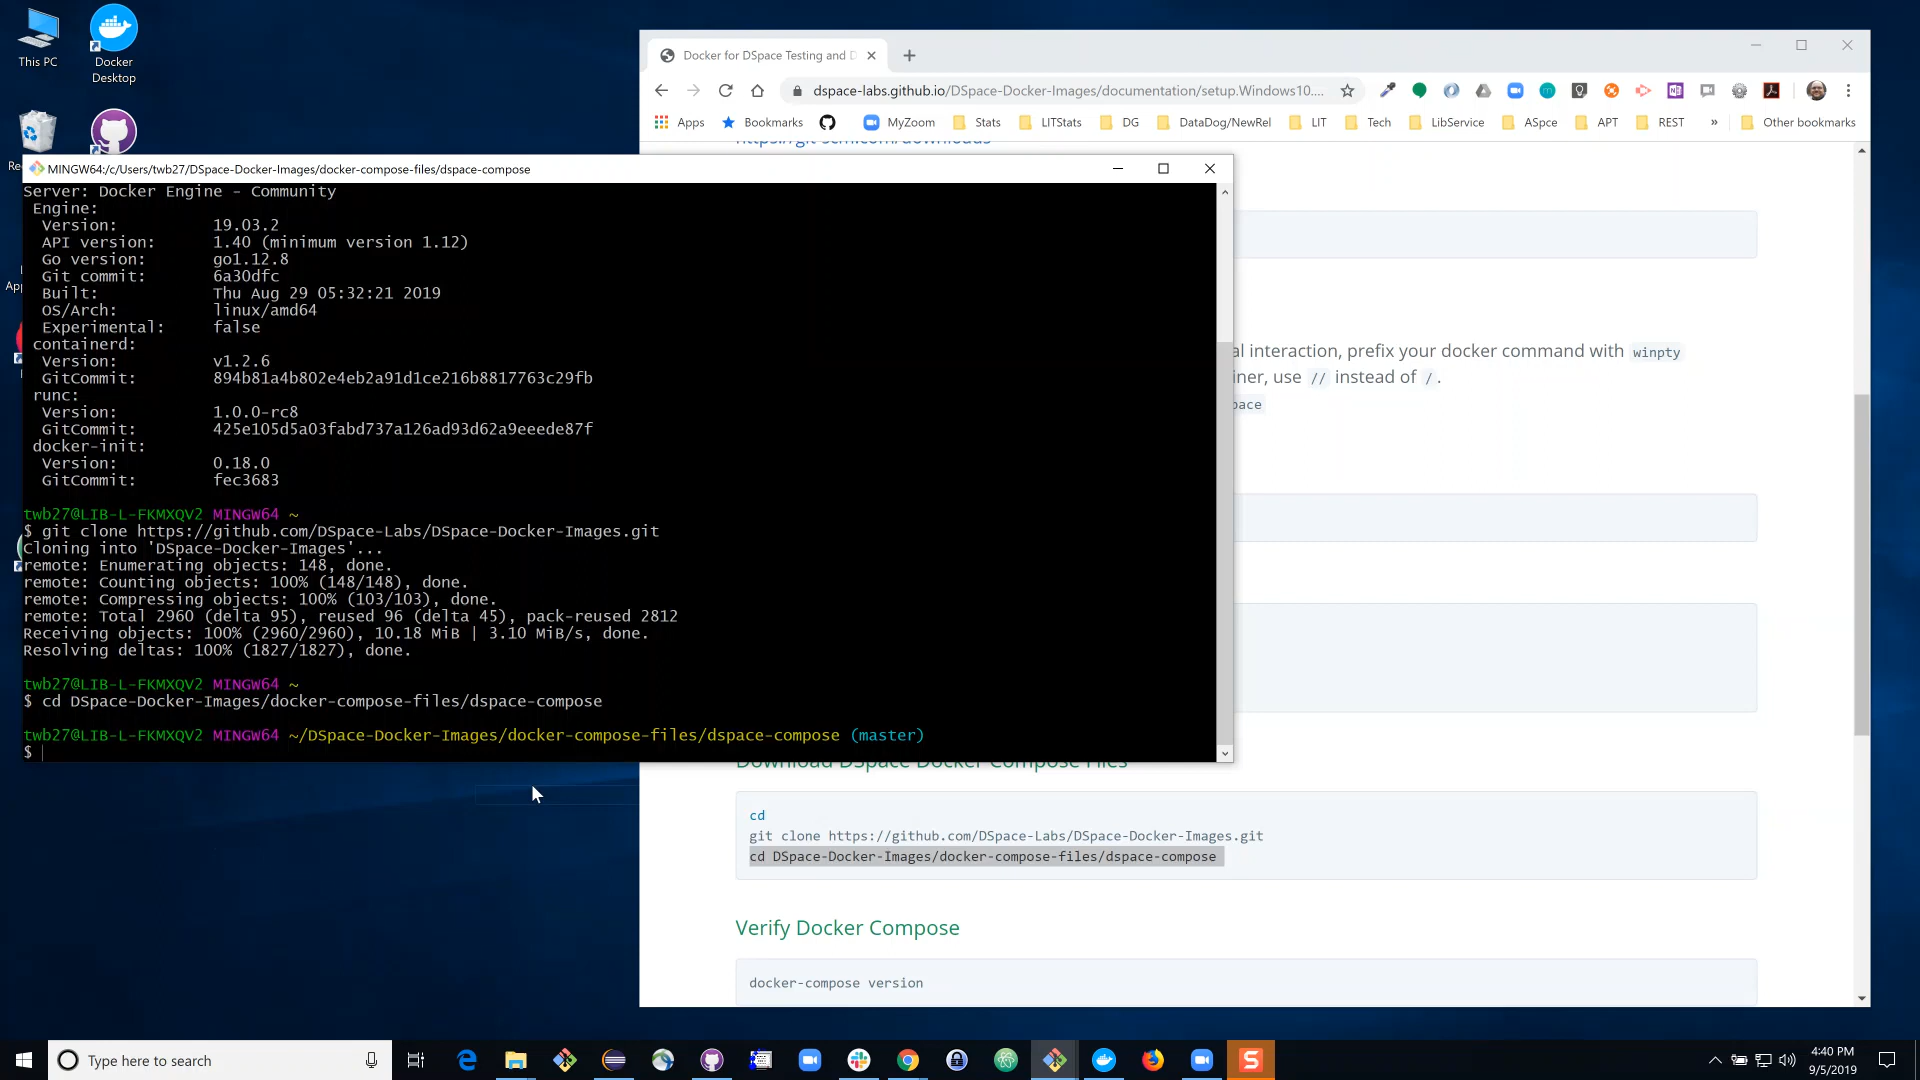 This PC
Docker
Desktop
Docker for DSpace Testing and D
dspace-labs.github.io/DSpace-Docker-Images/documentation/setup.Windows10....
Apps
Bookmarks
MyZoom
Stats
LITStats
DG
DataDog/NewRel
LIT
Tech
LibService
ASpce
APT
REST
»
Other bookmarks
https://git-scm.com/downloads
MINGW64:/c/Users/twb27/DSpace-Docker-Images/docker-compose-files/dspace-compose
Server: Docker Engine - Community
Engine:
Version: 19.03.2
API version: 1.40 (minimum version 1.12)
Go version: go1.12.8
Git commit: 6a30dfc
Built: Thu Aug 29 05:32:21 2019
OS/Arch: linux/amd64
Experimental: false
containerd:
Version: v1.2.6
GitCommit: 894b81a4b802e4eb2a91d1ce216b8817763c29fb
runc:
Version: 1.0.0-rc8
GitCommit: 425e105d5a03fabd737a126ad93d62a9eeede87f
docker-init:
Version: 0.18.0
GitCommit: fec3683
twb27@LIB-L-FKMXQV2 MINGW64 ~
$ git clone https://github.com/DSpace-Labs/DSpace-Docker-Images.git
Cloning into 'DSpace-Docker-Images'...
remote: Enumerating objects: 148, done.
remote: Counting objects: 100% (148/148), done.
remote: Compressing objects: 100% (103/103), done.
remote: Total 2960 (delta 95), reused 96 (delta 45), pack-reused 2812
Receiving objects: 100% (2960/2960), 10.18 MiB | 3.10 MiB/s, done.
Resolving deltas: 100% (1827/1827), done.
twb27@LIB-L-FKMXQV2 MINGW64 ~
$ cd DSpace-Docker-Images/docker-compose-files/dspace-compose
twb27@LIB-L-FKMXQV2 MINGW64 ~/DSpace-Docker-Images/docker-compose-files/dspace-compose (master)
$
al interaction, prefix your docker command with winpty
iner, use // instead of / .
pace
Download DSpace Docker Compose Files
cd
git clone https://github.com/DSpace-Labs/DSpace-Docker-Images.git
cd DSpace-Docker-Images/docker-compose-files/dspace-compose
Verify Docker Compose
docker-compose version
Type here to search
4:40 PM
9/5/2019